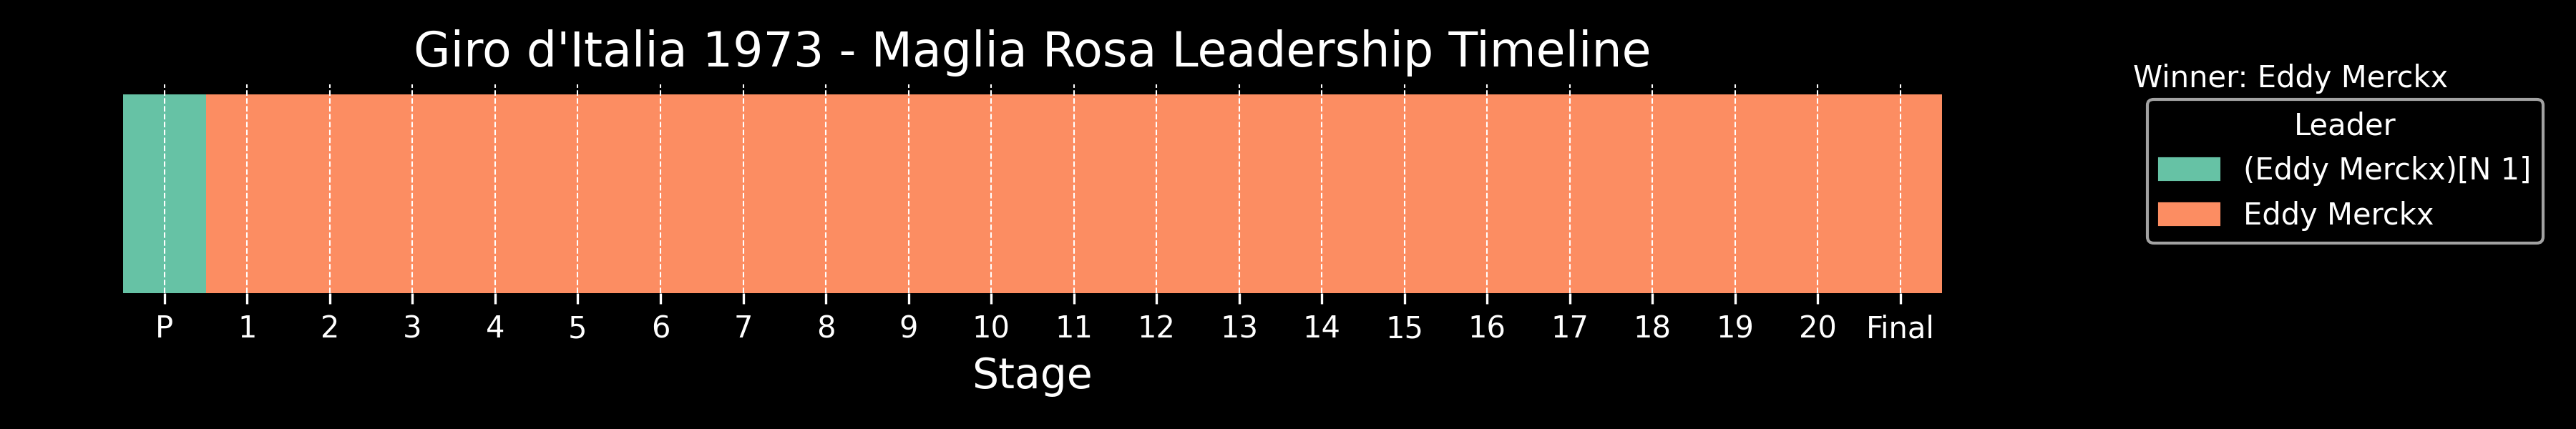 Giro d'Italia 1973 - Maglia Rosa Leadership Timeline
Winner: Eddy Merckx
Leader
(Eddy Merckx)[N 1]
Eddy Merckx
P 1 2 3 4 5 6 7 8 9 10 11 12 13 14 15 16 17 18 19 20 Final
Stage